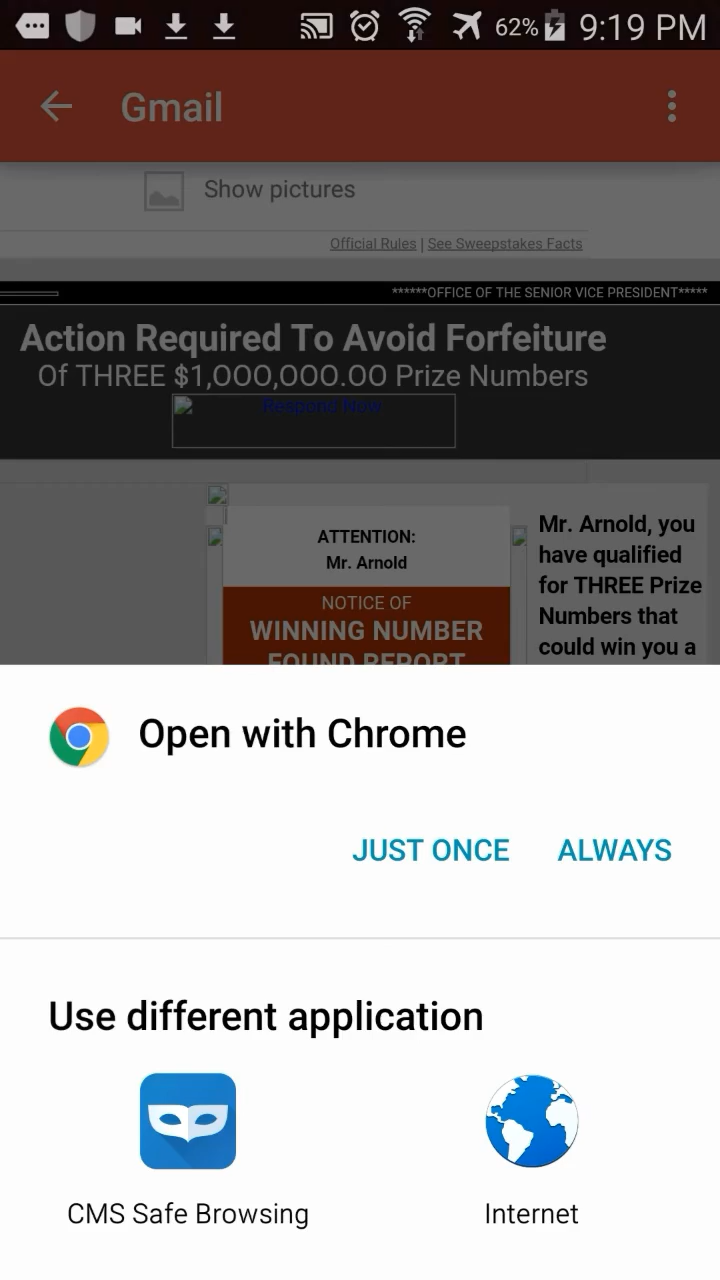 62% 9:19 PM
Gmail
Show pictures
Official Rules | See Sweepstakes Facts
******OFFICE OF THE SENIOR VICE PRESIDENT*****
Action Required To Avoid Forfeiture
Of THREE $1,000,000.00 Prize Numbers
Respond Now
ATTENTION:
Mr. Arnold
NOTICE OF
WINNING NUMBER
FOUND REPORT
Mr. Arnold, you
have qualified
for THREE Prize
Numbers that
could win you a
Open with Chrome
JUST ONCE ALWAYS
Use different application
CMS Safe Browsing Internet